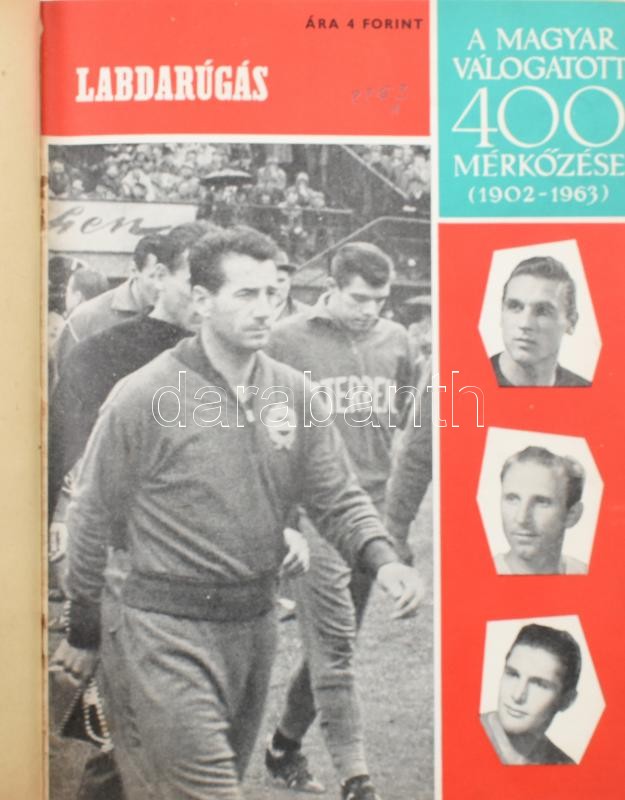 ÁRA 4 FORINT
LABDARÚGÁS
A MAGYAR
VÁLOGATOTT
400
MÉRKŐZÉSE
(1902-1963)
darabanth